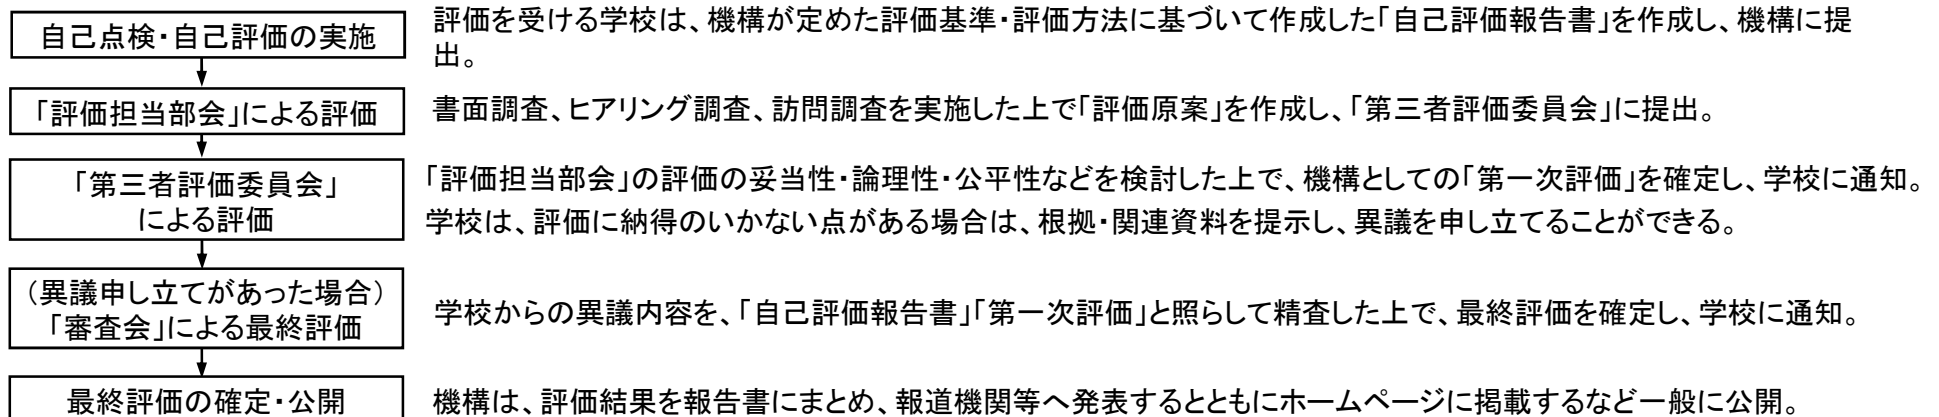 自己点検・自己評価の実施
評価を受ける学校は、機構が定めた評価基準・評価方法に基づいて作成した「自己評価報告書」を作成し、機構に提
出。
「評価担当部会」による評価
書面調査、ヒアリング調査、訪問調査を実施した上で「評価原案」を作成し、「第三者評価委員会」に提出。
「第三者評価委員会」
による評価
「評価担当部会」の評価の妥当性・論理性・公平性などを検討した上で、機構としての「第一次評価」を確定し、学校に通知。
学校は、評価に納得のいかない点がある場合は、根拠・関連資料を提示し、異議を申し立てることができる。
（異議申し立てがあった場合）
「審査会」による最終評価
学校からの異議内容を、「自己評価報告書」「第一次評価」と照らして精査した上で、最終評価を確定し、学校に通知。
最終評価の確定・公開
機構は、評価結果を報告書にまとめ、報道機関等へ発表するとともにホームページに掲載するなど一般に公開。